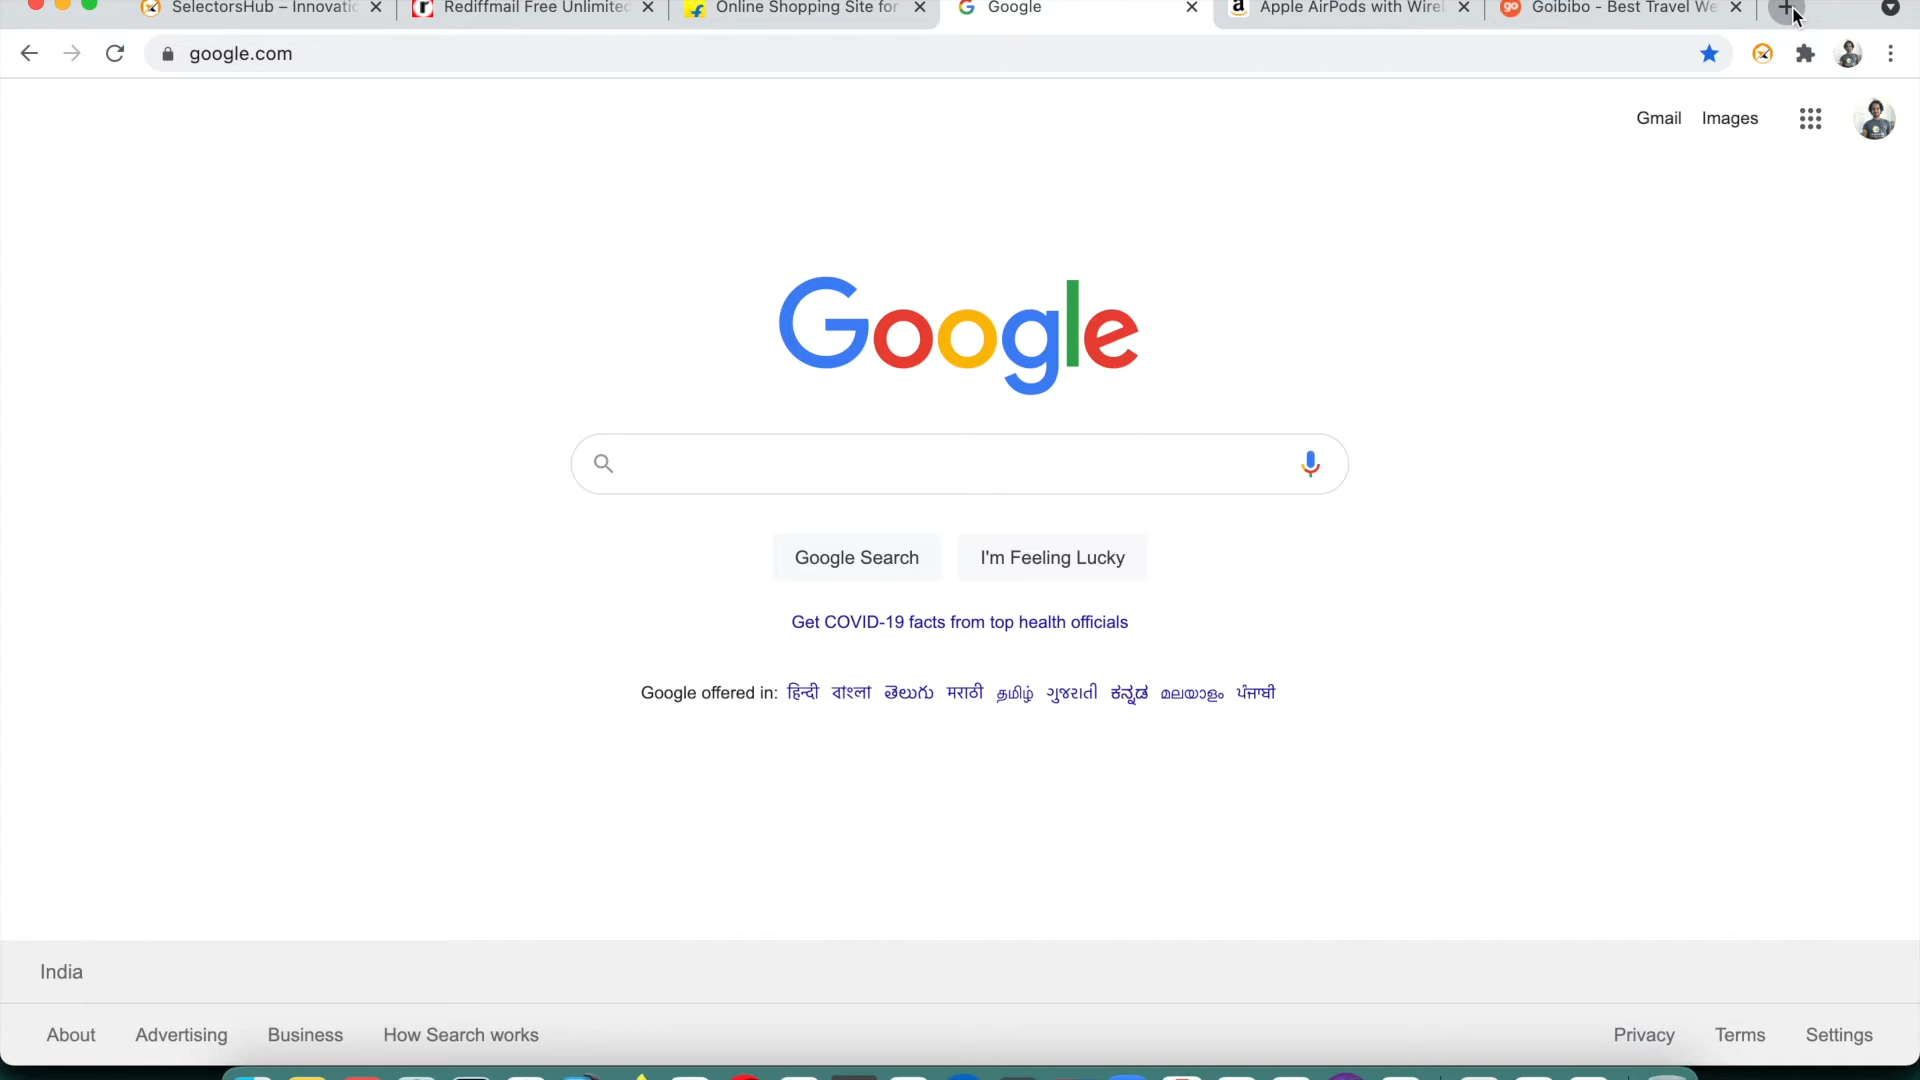 SelectorsHub – Innovatic
Rediffmail Free Unlimited
Online Shopping Site for
Google
Apple AirPods with Wirel
Goibibo - Best Travel We
google.com
Gmail Images
Google
Google Search I'm Feeling Lucky
Get COVID-19 facts from top health officials
Google offered in: हिन्दी বাংলা తెలుగు मराठी தமிழ் ગુજરાતી ಕನ್ನಡ മലയാളം ਪੰਜਾਬੀ
India
About Advertising Business How Search works
Privacy Terms Settings